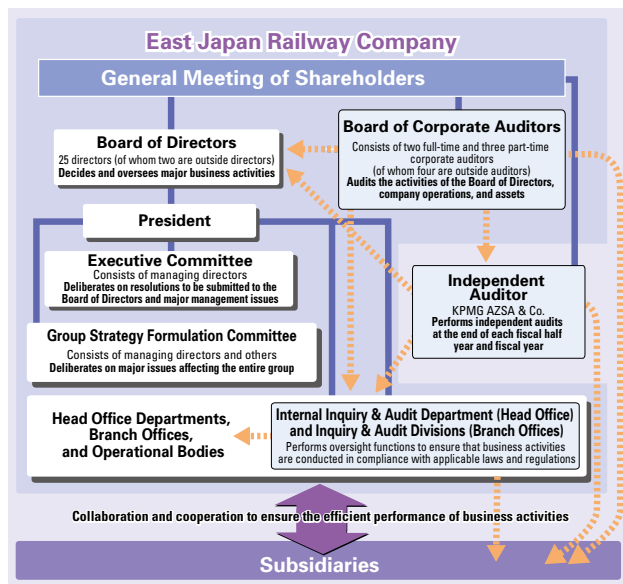 East Japan Railway Company
General Meeting of Shareholders
Board of Directors
25 directors (of whom two are outside directors)
Decides and oversees major business activities
Board of Corporate Auditors
Consists of two full-time and three part-time
corporate auditors
(of whom four are outside auditors)
Audits the activities of the Board of Directors,
company operations, and assets
President
Executive Committee
Consists of managing directors
Deliberates on resolutions to be submitted to the
Board of Directors and major management issues
Independent
Auditor
KPMG AZSA & Co.
Performs independent audits
at the end of each fiscal half
year and fiscal year
Group Strategy Formulation Committee
Consists of managing directors and others
Deliberates on major issues affecting the entire group
Head Office Departments,
Branch Offices,
and Operational Bodies
Internal Inquiry & Audit Department (Head Office)
and Inquiry & Audit Divisions (Branch Offices)
Performs oversight functions to ensure that business activities
are conducted in compliance with applicable laws and regulations
Collaboration and cooperation to ensure the efficient performance of business activities
Subsidiaries